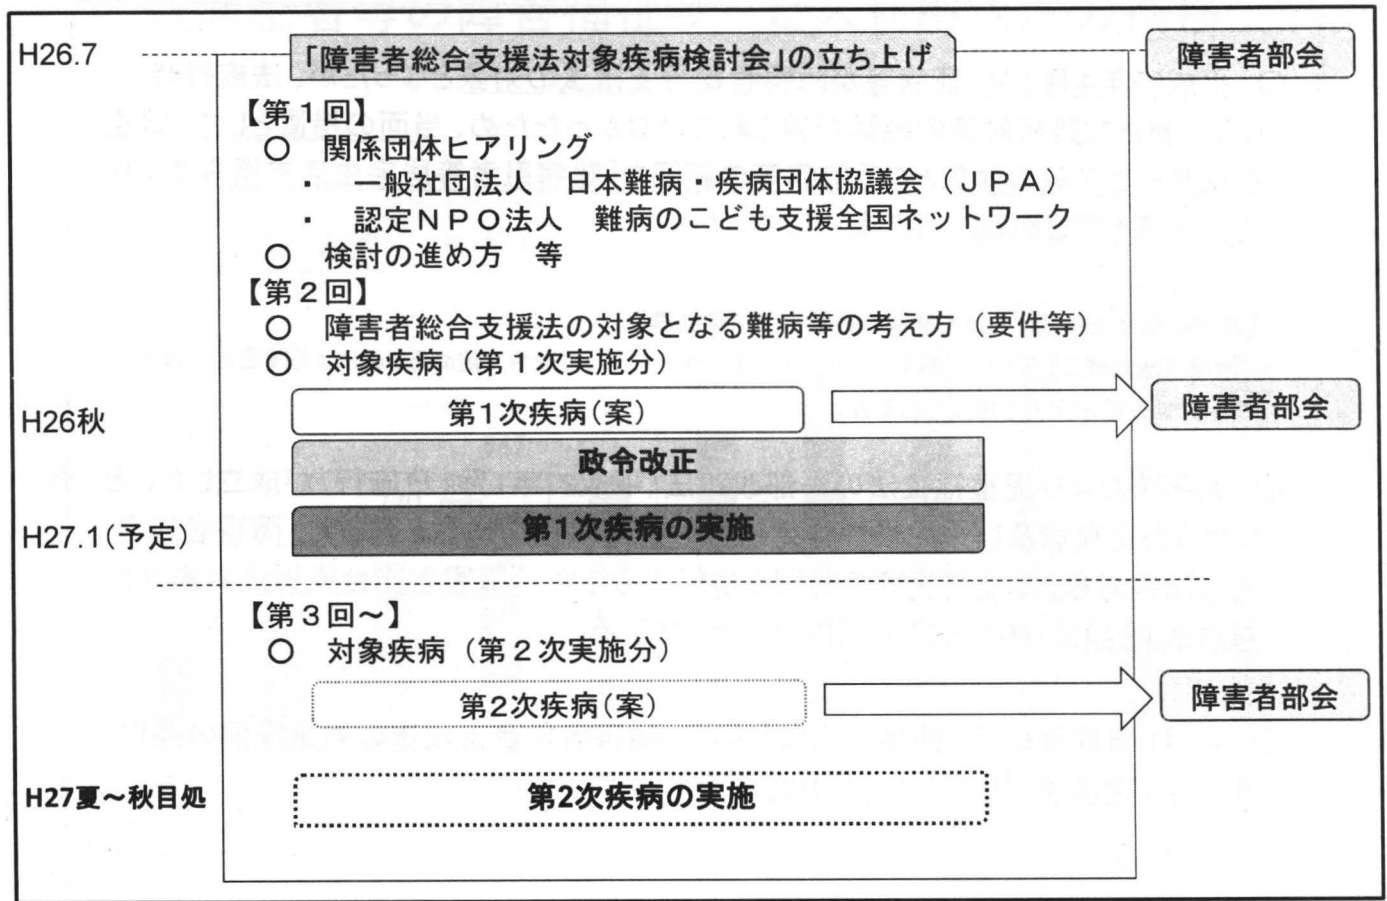 H26.7
「障害者総合支援法対象疾病検討会」の立ち上げ
障害者部会
【第１回】
○　関係団体ヒアリング
・　一般社団法人　日本難病・疾病団体協議会（ＪＰＡ）
・　認定ＮＰＯ法人　難病のこども支援全国ネットワーク
○　検討の進め方　等
【第２回】
○　障害者総合支援法の対象となる難病等の考え方（要件等）
○　対象疾病（第１次実施分）
第1次疾病（案）
障害者部会
H26秋
政令改正
第1次疾病の実施
H27.1（予定）
【第３回～】
○　対象疾病（第２次実施分）
第2次疾病（案）
障害者部会
H27夏～秋目処
第2次疾病の実施